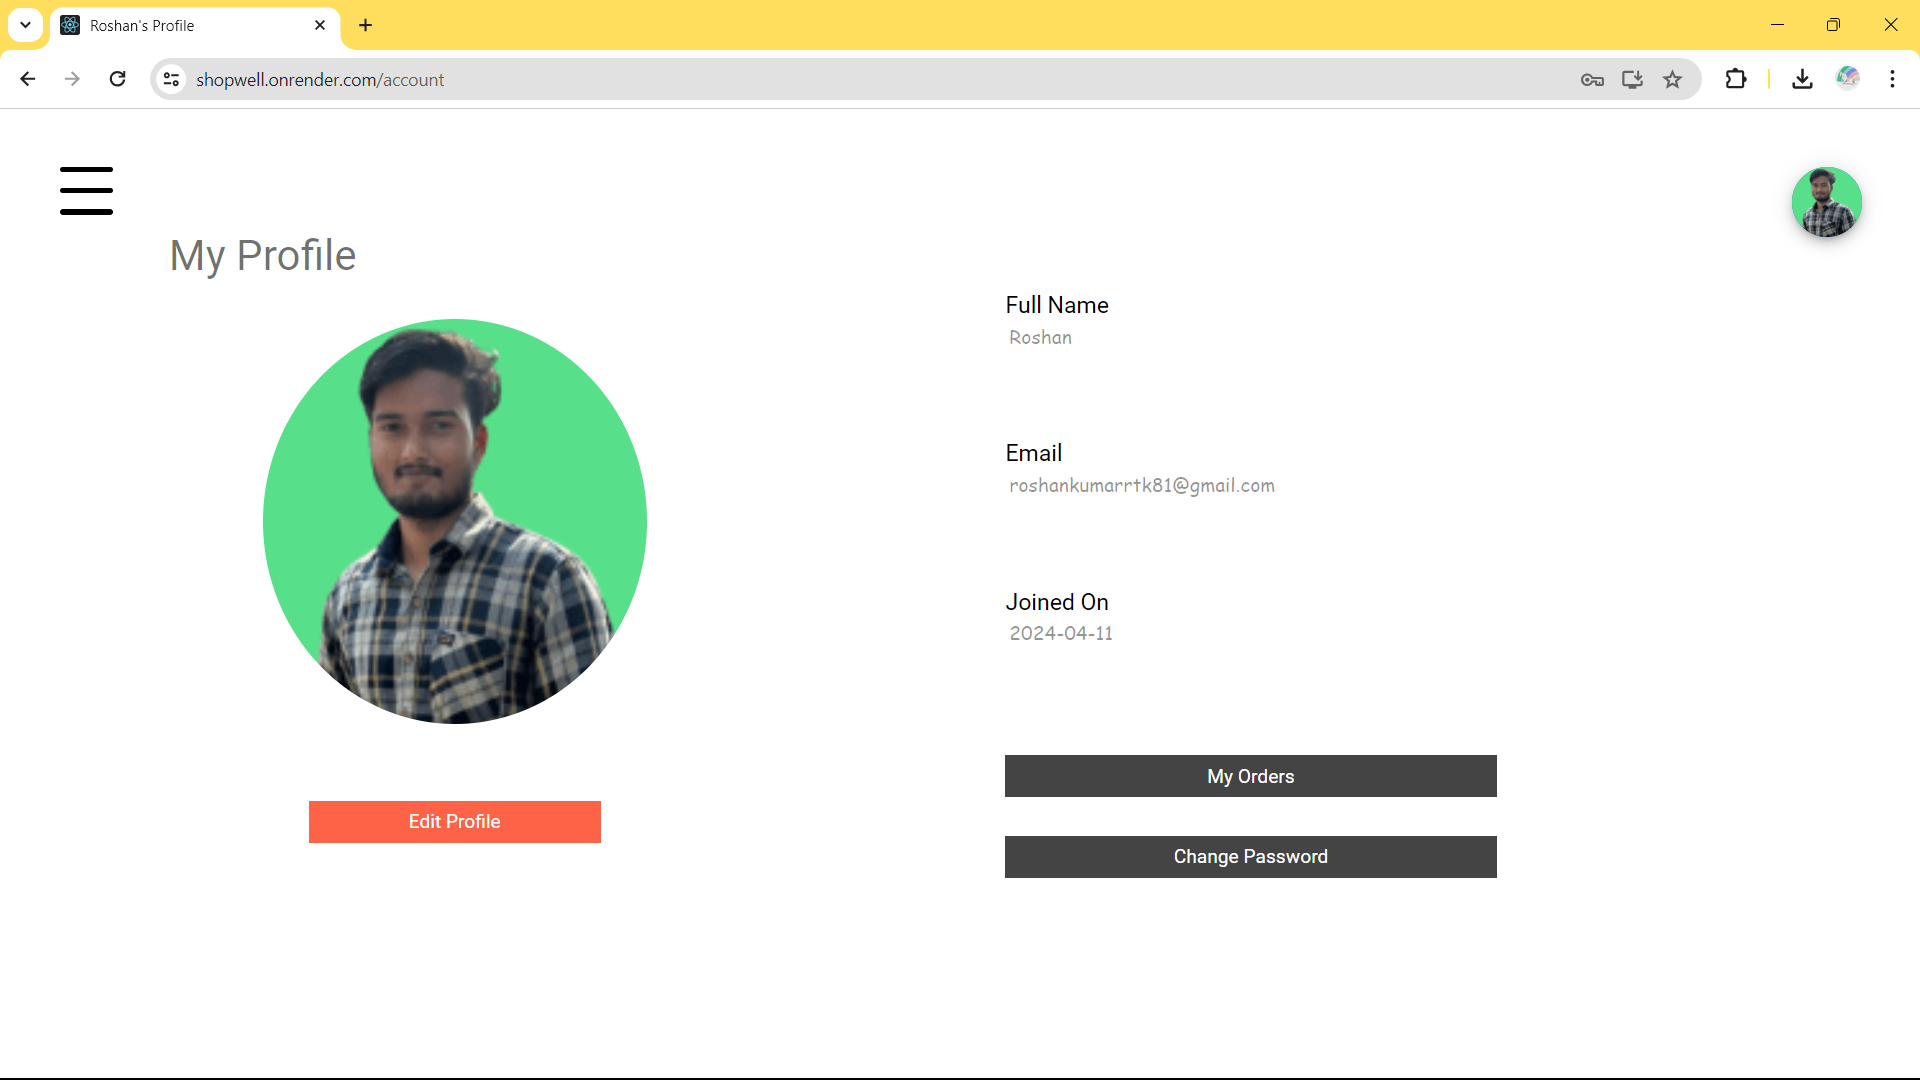 Roshan's Profile
shopwell.onrender.com/account
My Profile
Full Name
Roshan
Email
roshankumarrtk81@gmail.com
Joined On
2024-04-11
My Orders
Edit Profile
Change Password